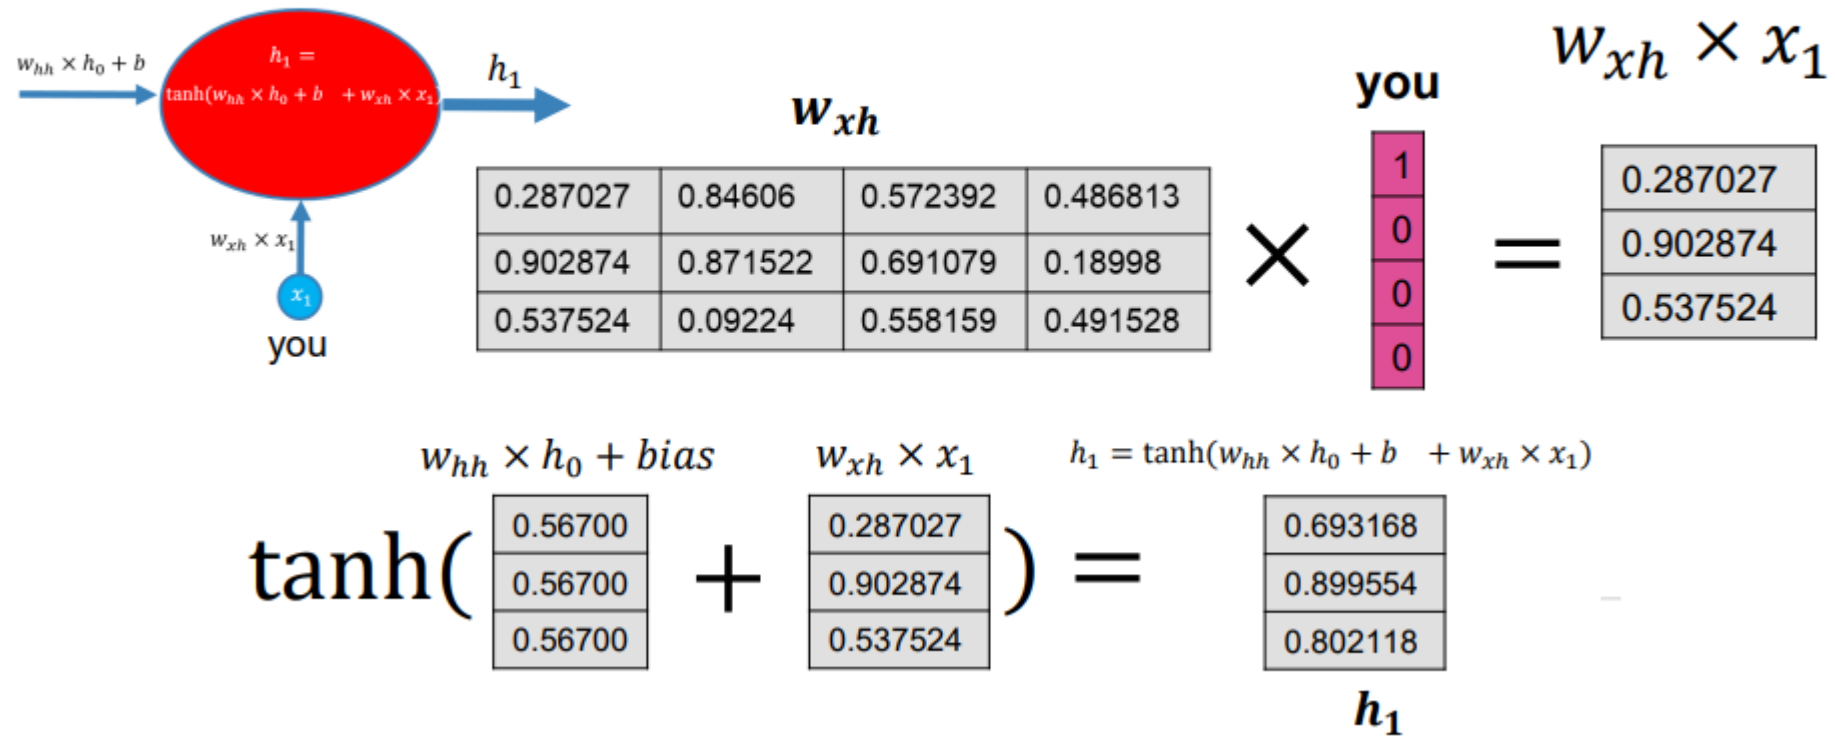 w_hh × h_0 + b
h_1 =
tanh(w_hh × h_0 + b + w_xh × x_1)
h_1
w_xh × x_1
x_1
you
w_xh
0.287027 0.84606 0.572392 0.486813
0.902874 0.871522 0.691079 0.18998
0.537524 0.09224 0.558159 0.491528
×
you
1
0
0
0
=
w_xh × x_1
0.287027
0.902874
0.537524
w_hh × h_0 + bias
w_xh × x_1
h_1 = tanh(w_hh × h_0 + b + w_xh × x_1)
tanh(
0.56700
0.56700
0.56700
+
0.287027
0.902874
0.537524
) =
0.693168
0.899554
0.802118
h_1